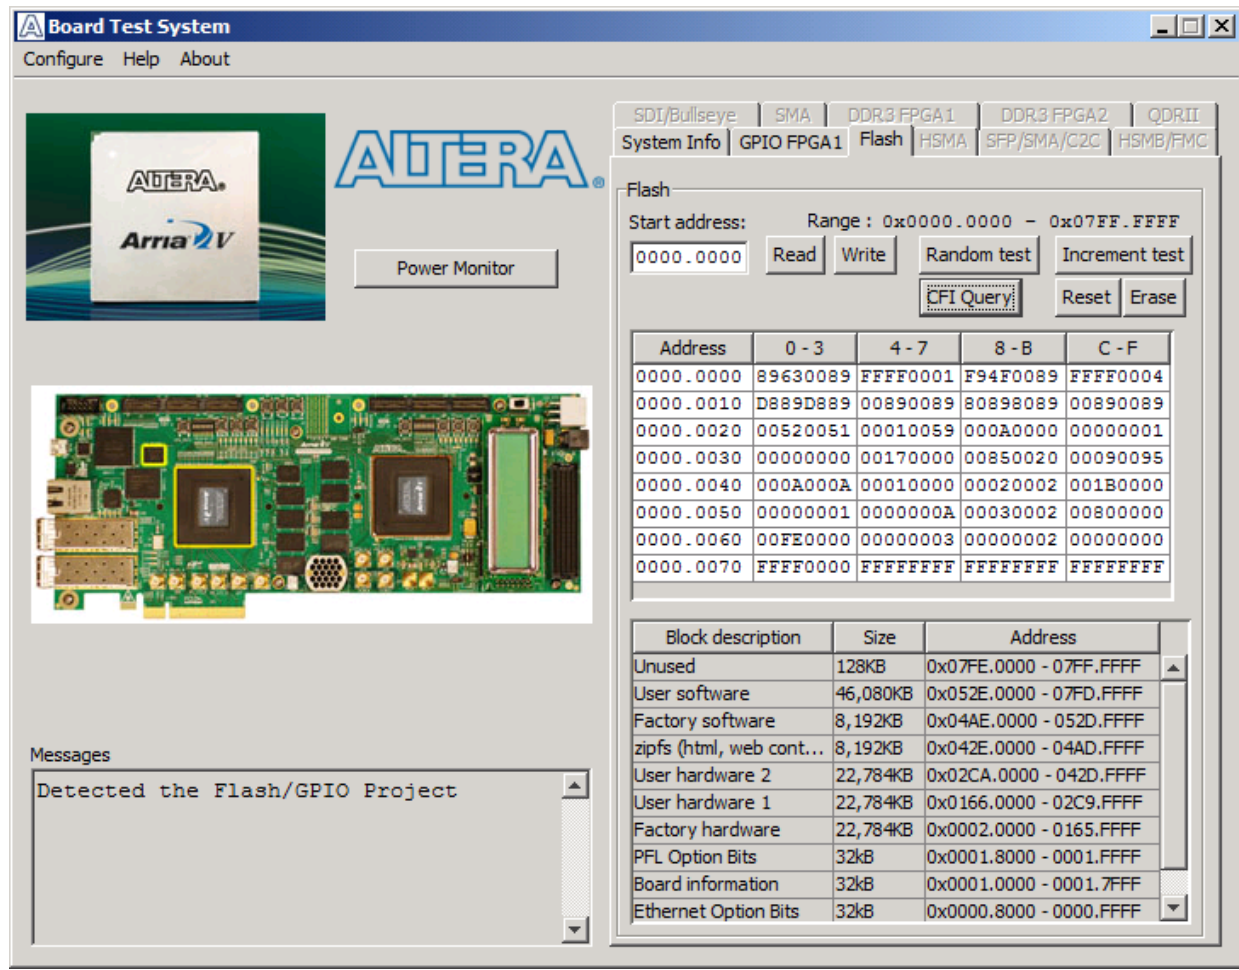 Board Test System
Configure Help About
ALTERA®
Arria V
ALTERA®
Power Monitor
Messages
Detected the Flash/GPIO Project
SDI/Bullseye SMA DDR3 FPGA1 DDR3 FPGA2 QDRII
System Info GPIO FPGA1 Flash HSMA SFP/SMA/C2C HSMB/FMC
Flash
Start address: Range : 0x0000.0000 - 0x07FF.FFFF
0000.0000 Read Write Random test Increment test
CFI Query Reset Erase
Address 0 - 3 4 - 7 8 - B C - F
0000.0000 89630089 FFFF0001 F94F0089 FFFF0004
0000.0010 D889D889 00890089 80898089 00890089
0000.0020 00520051 00010059 000A0000 00000001
0000.0030 00000000 00170000 00850020 00090095
0000.0040 000A000A 00010000 00020002 001B0000
0000.0050 00000001 0000000A 00030002 00800000
0000.0060 00FE0000 00000003 00000002 00000000
0000.0070 FFFF0000 FFFFFFFF FFFFFFFF FFFFFFFF
Block description Size Address
Unused 128KB 0x07FE.0000 - 07FF.FFFF
User software 46,080KB 0x052E.0000 - 07FD.FFFF
Factory software 8,192KB 0x04AE.0000 - 052D.FFFF
zipfs (html, web cont... 8,192KB 0x042E.0000 - 04AD.FFFF
User hardware 2 22,784KB 0x02CA.0000 - 042D.FFFF
User hardware 1 22,784KB 0x0166.0000 - 02C9.FFFF
Factory hardware 22,784KB 0x0002.0000 - 0165.FFFF
PFL Option Bits 32kB 0x0001.8000 - 0001.FFFF
Board information 32kB 0x0001.0000 - 0001.7FFF
Ethernet Option Bits 32kB 0x0000.8000 - 0000.FFFF